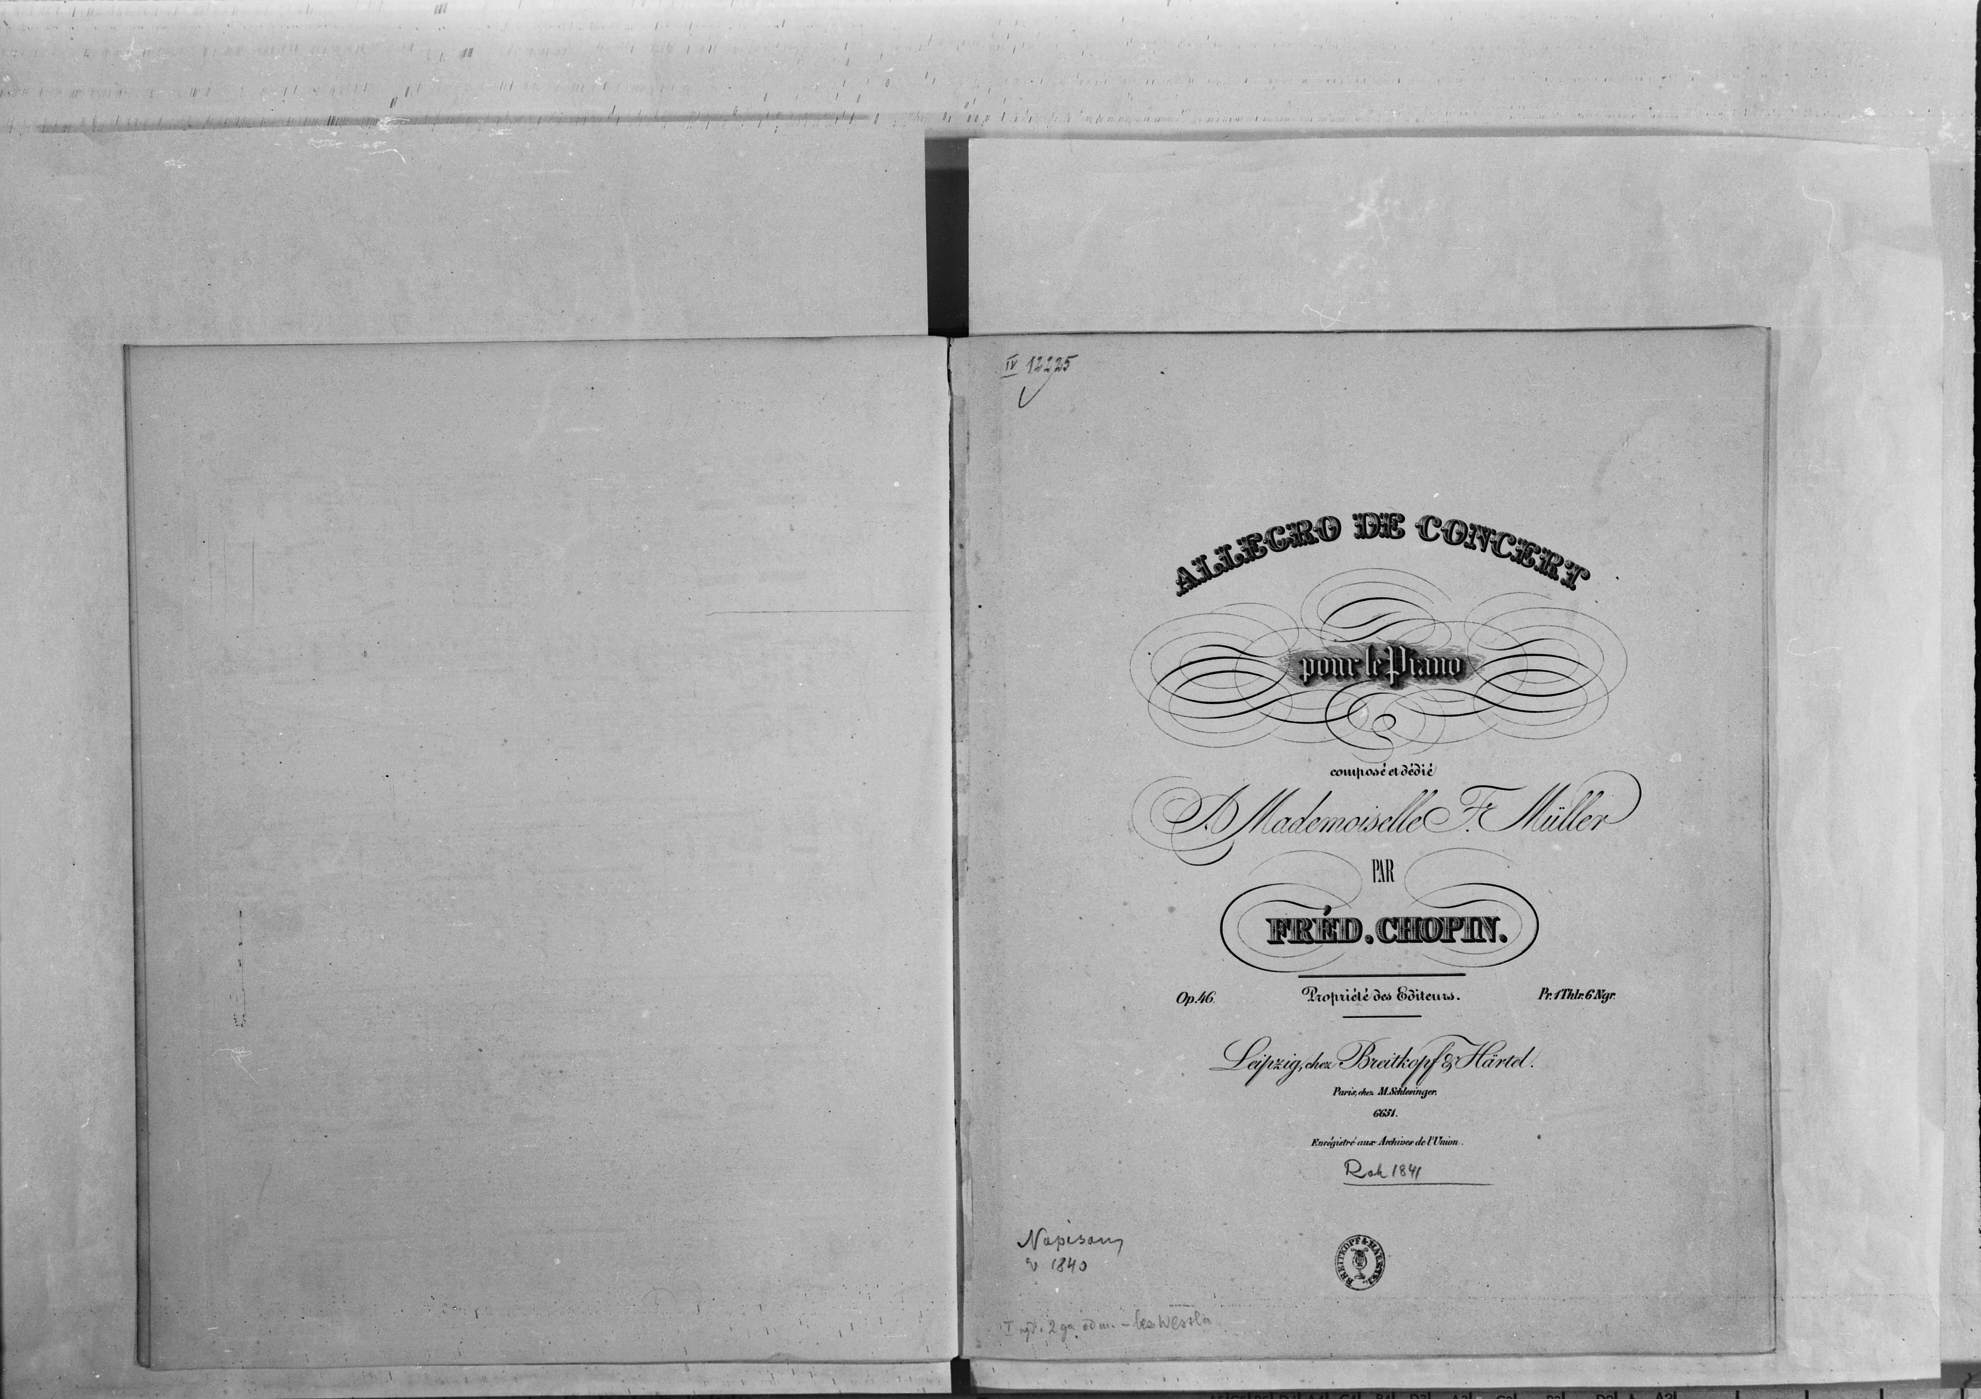 IV 12225
ALLEGRO DE CONCERT
pour le Piano
composé et dédié
À Mademoiselle F. Müller
PAR
FRÉD. CHOPIN.
Op. 46. Propriété des Editeurs. Pr. 1 Thlr. 6 Ngr.
Leipzig, chez Breitkopf & Härtel.
Paris, chez M. Schlesinger.
6651.
Enrégistré aux Archives de l'Union.
Rok 1841
Napisany
w 1840
BREITKOPF & HAERTEL